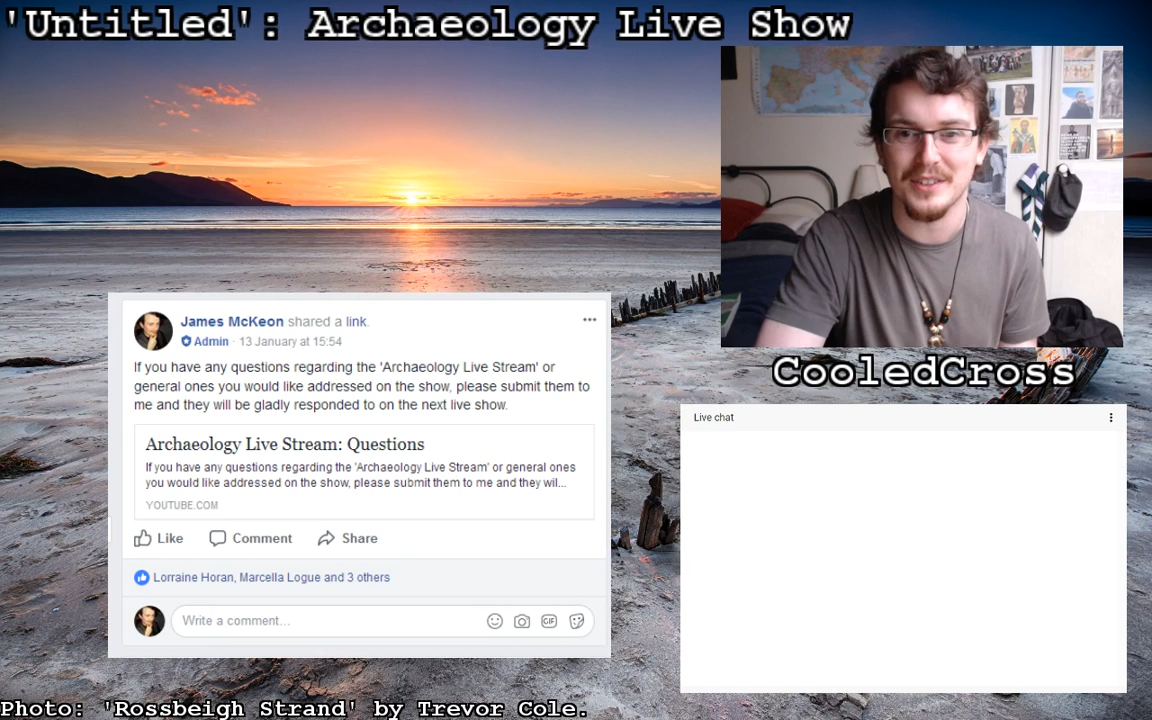 'Untitled': Archaeology Live Show
James McKeon shared a link.
Admin · 13 January at 15:54
If you have any questions regarding the 'Archaeology Live Stream' or
general ones you would like addressed on the show, please submit them to
me and they will be gladly responded to on the next live show.
Archaeology Live Stream: Questions
If you have any questions regarding the 'Archaeology Live Stream' or general ones
you would like addressed on the show, please submit them to me and they wil...
YOUTUBE.COM
Like Comment Share
Lorraine Horan, Marcella Logue and 3 others
Write a comment...
GIF
CooledCross
Live chat
Photo: 'Rossbeigh Strand' by Trevor Cole.